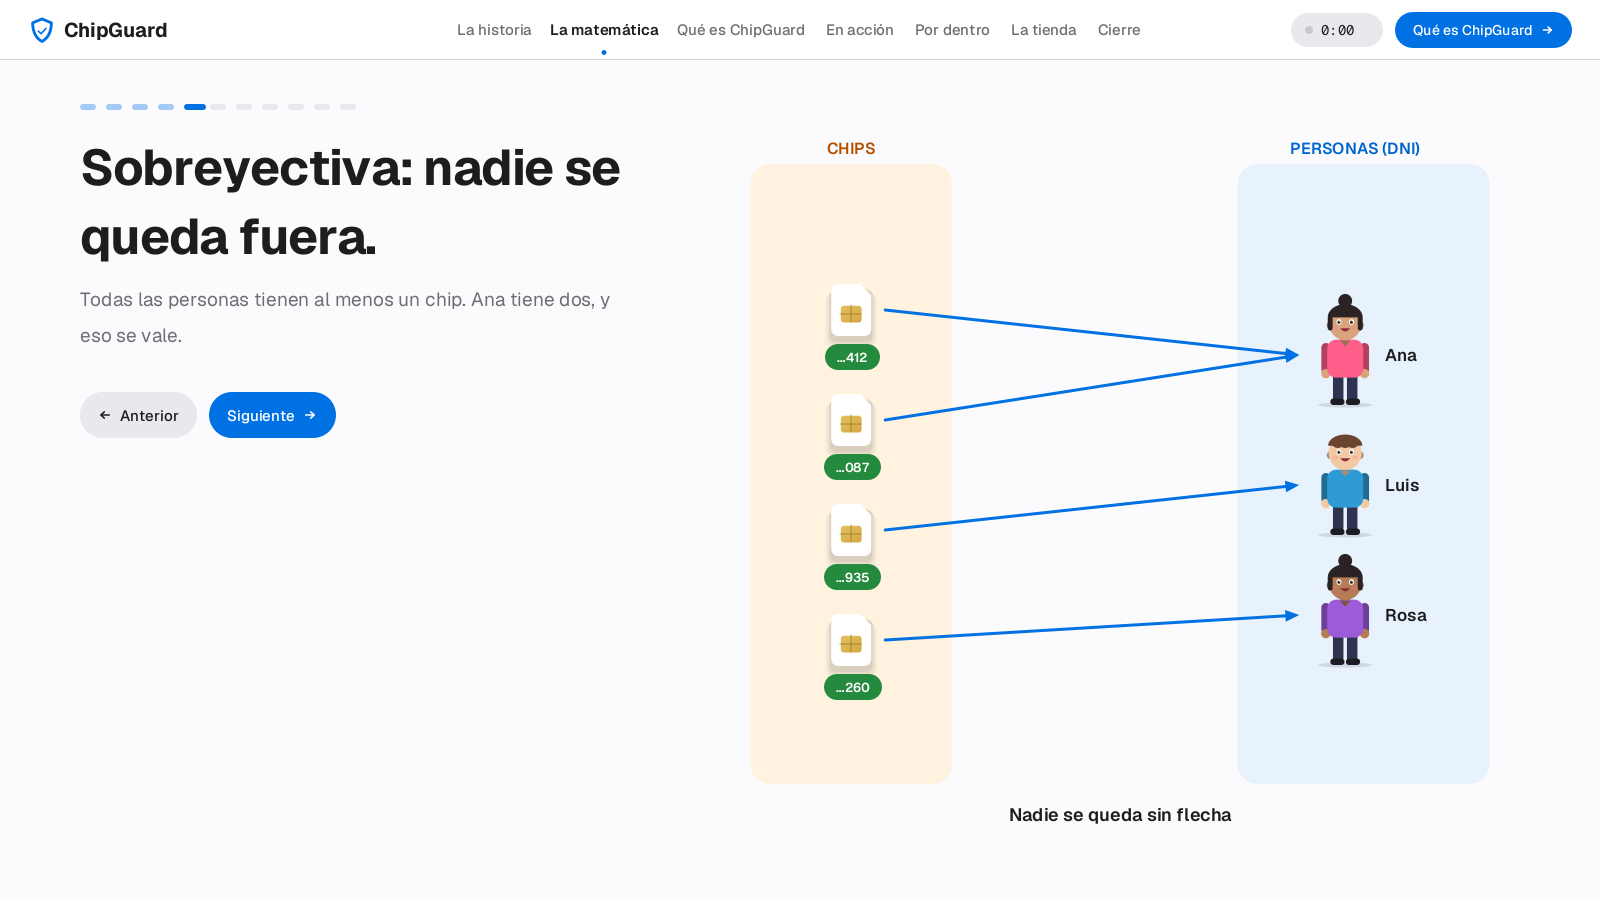 ChipGuard
La historia
La matemática
Qué es ChipGuard
En acción
Por dentro
La tienda
Cierre
0:00
Qué es ChipGuard →
Sobreyectiva: nadie se
queda fuera.
Todas las personas tienen al menos un chip. Ana tiene dos, y
eso se vale.
← Anterior
Siguiente →
CHIPS
PERSONAS (DNI)
...412
...087
...935
...260
Ana
Luis
Rosa
Nadie se queda sin flecha